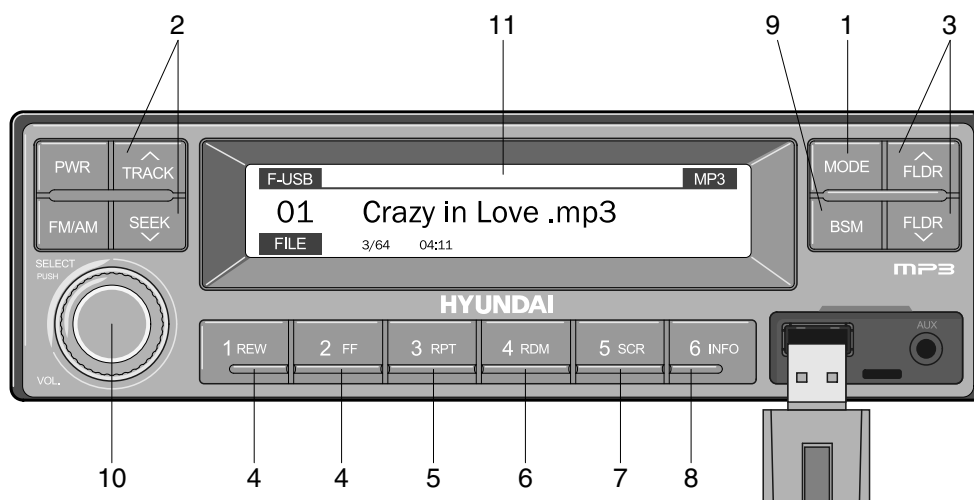 2
11
9
1
3
PWR
TRACK
FM/AM
SEEK
F-USB
MP3
01
Crazy in Love .mp3
FILE
3/64
04:11
MODE
FLDR
BSM
FLDR
MP3
SELECT
PUSH
VOL.
HYUNDAI
1 REW
2 FF
3 RPT
4 RDM
5 SCR
6 INFO
AUX
10
4
4
5
6
7
8